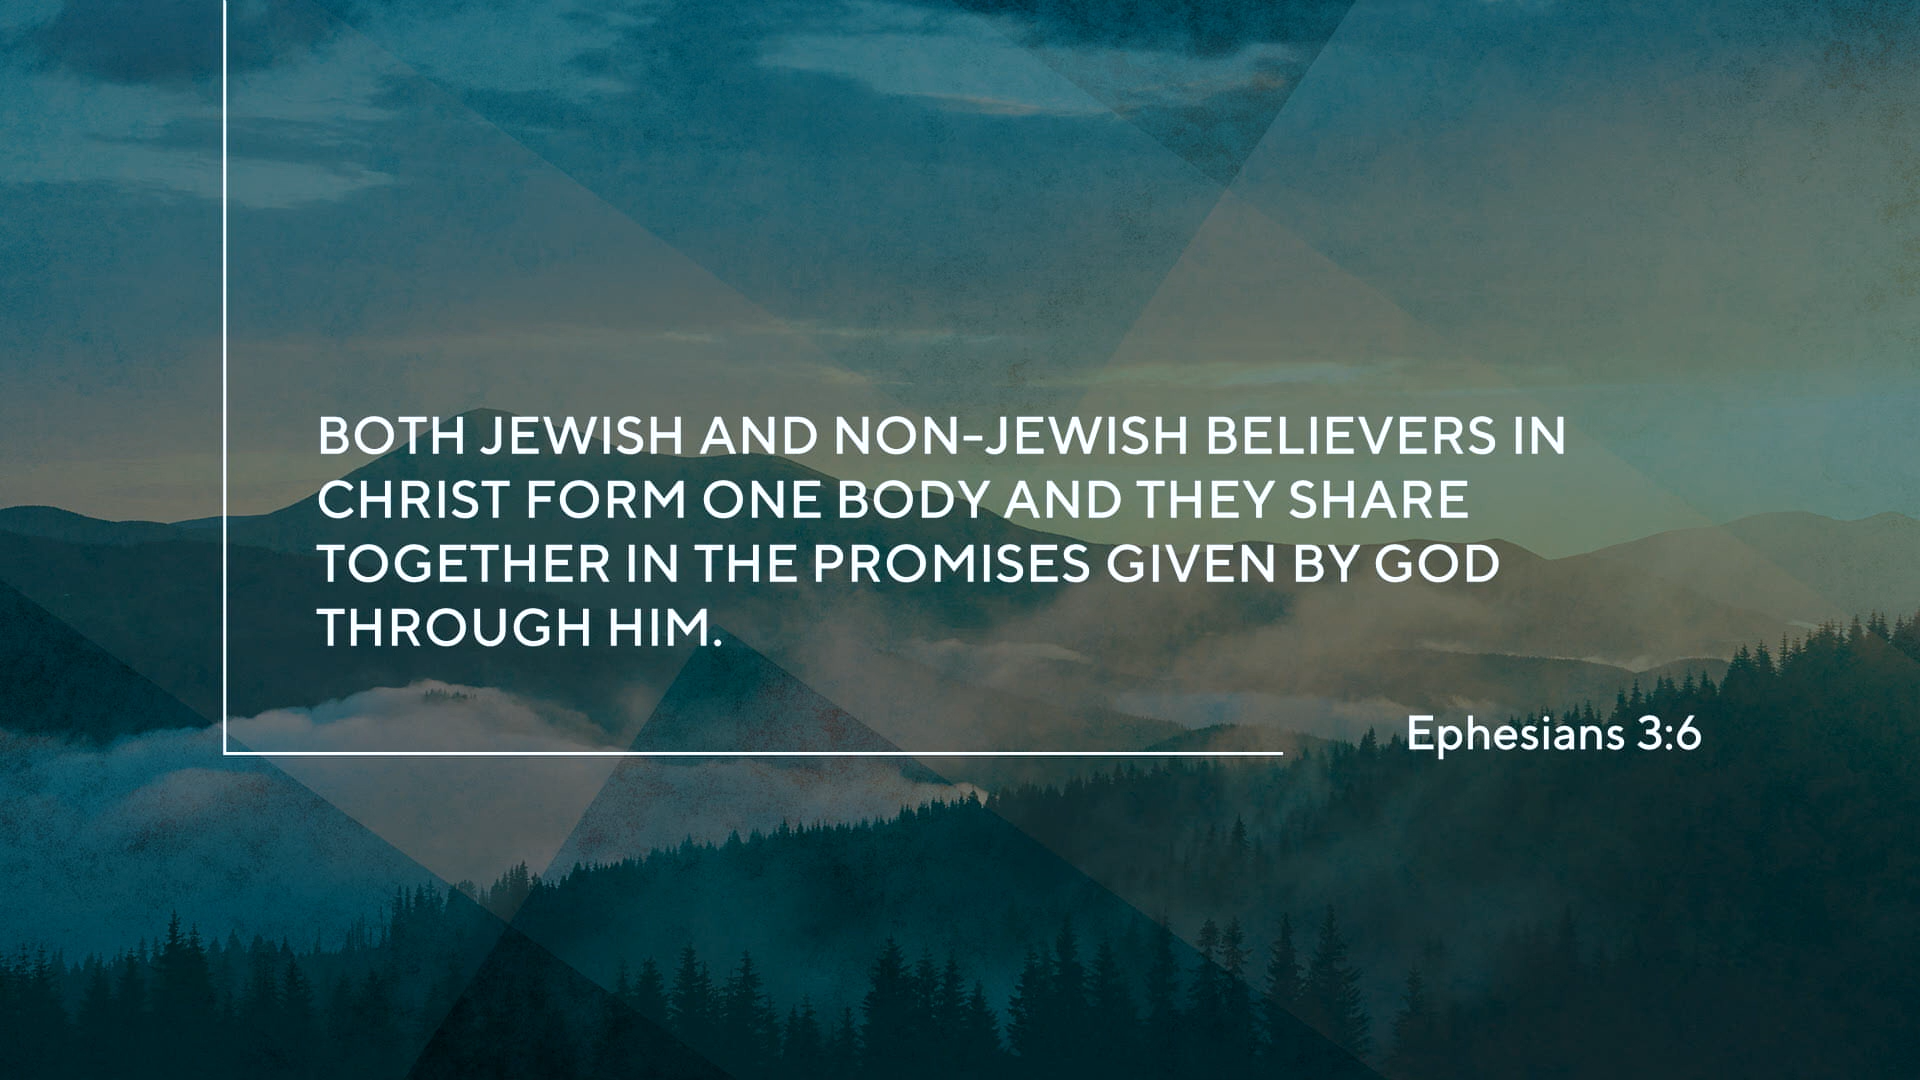 BOTH JEWISH AND NON-JEWISH BELIEVERS IN
CHRIST FORM ONE BODY AND THEY SHARE
TOGETHER IN THE PROMISES GIVEN BY GOD
THROUGH HIM.
Ephesians 3:6